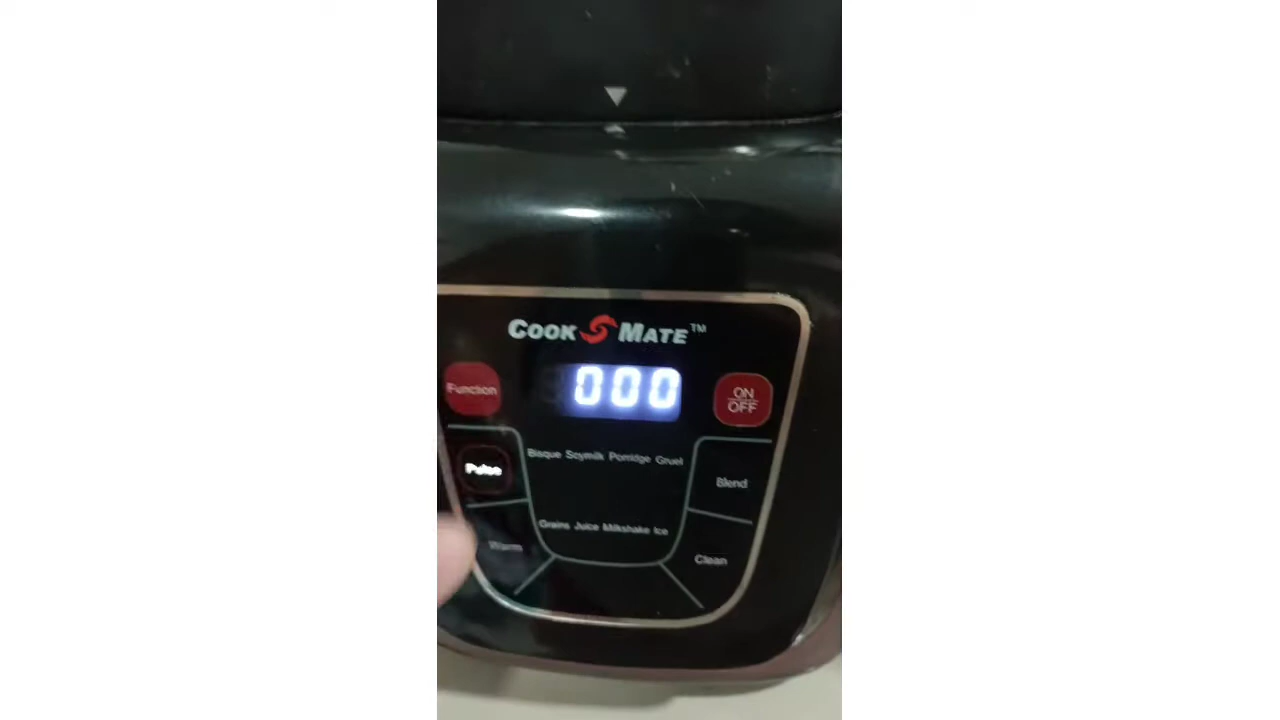 COOK MATE™
Function
000
ON
OFF
Bisque Soymilk Porridge Gruel
Pulse
Blend
Grains Juice Milkshake Ice
Warm
Clean